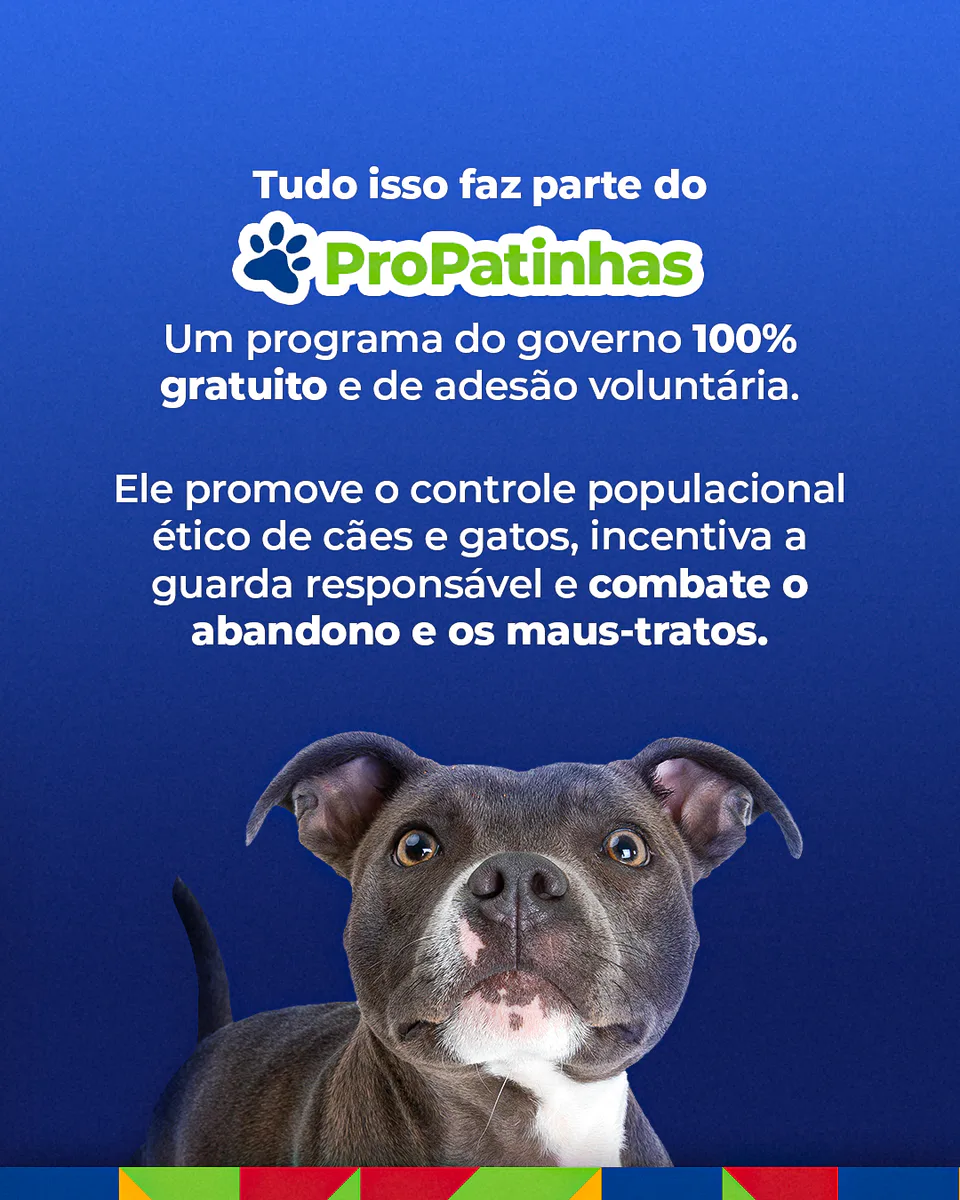 Tudo isso faz parte do
ProPatinhas
Um programa do governo 100%
gratuito e de adesão voluntária.
Ele promove o controle populacional
ético de cães e gatos, incentiva a
guarda responsável e combate o
abandono e os maus-tratos.